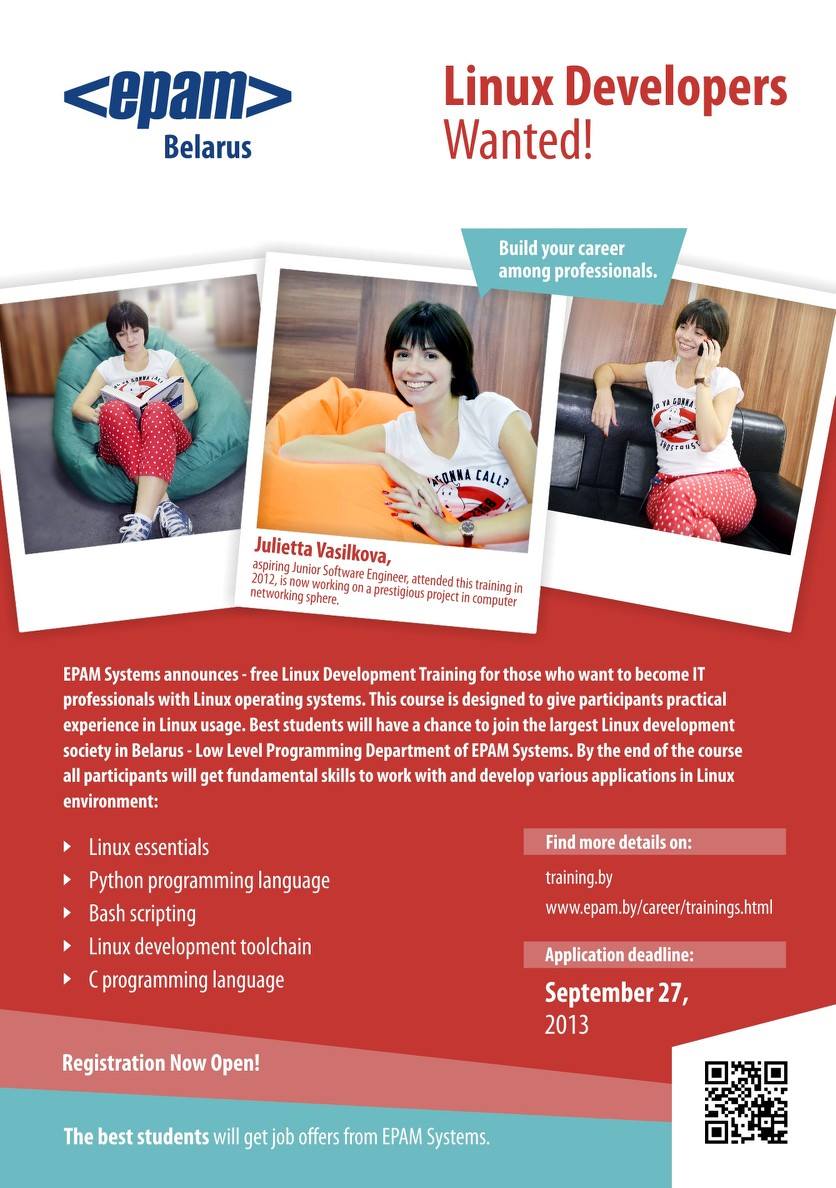 <epam>
Belarus
Linux Developers
Wanted!
Build your career
among professionals.
GONNA CALL?
Julietta Vasilkova,
aspiring Junior Software Engineer, attended this training in
2012, is now working on a prestigious project in computer
networking sphere.
EPAM Systems announces - free Linux Development Training for those who want to become IT
professionals with Linux operating systems. This course is designed to give participants practical
experience in Linux usage. Best students will have a chance to join the largest Linux development
society in Belarus - Low Level Programming Department of EPAM Systems. By the end of the course
all participants will get fundamental skills to work with and develop various applications in Linux
environment:
Linux essentials
Python programming language
Bash scripting
Linux development toolchain
C programming language
Find more details on:
training.by
www.epam.by/career/trainings.html
Application deadline:
September 27,
2013
Registration Now Open!
The best students will get job offers from EPAM Systems.